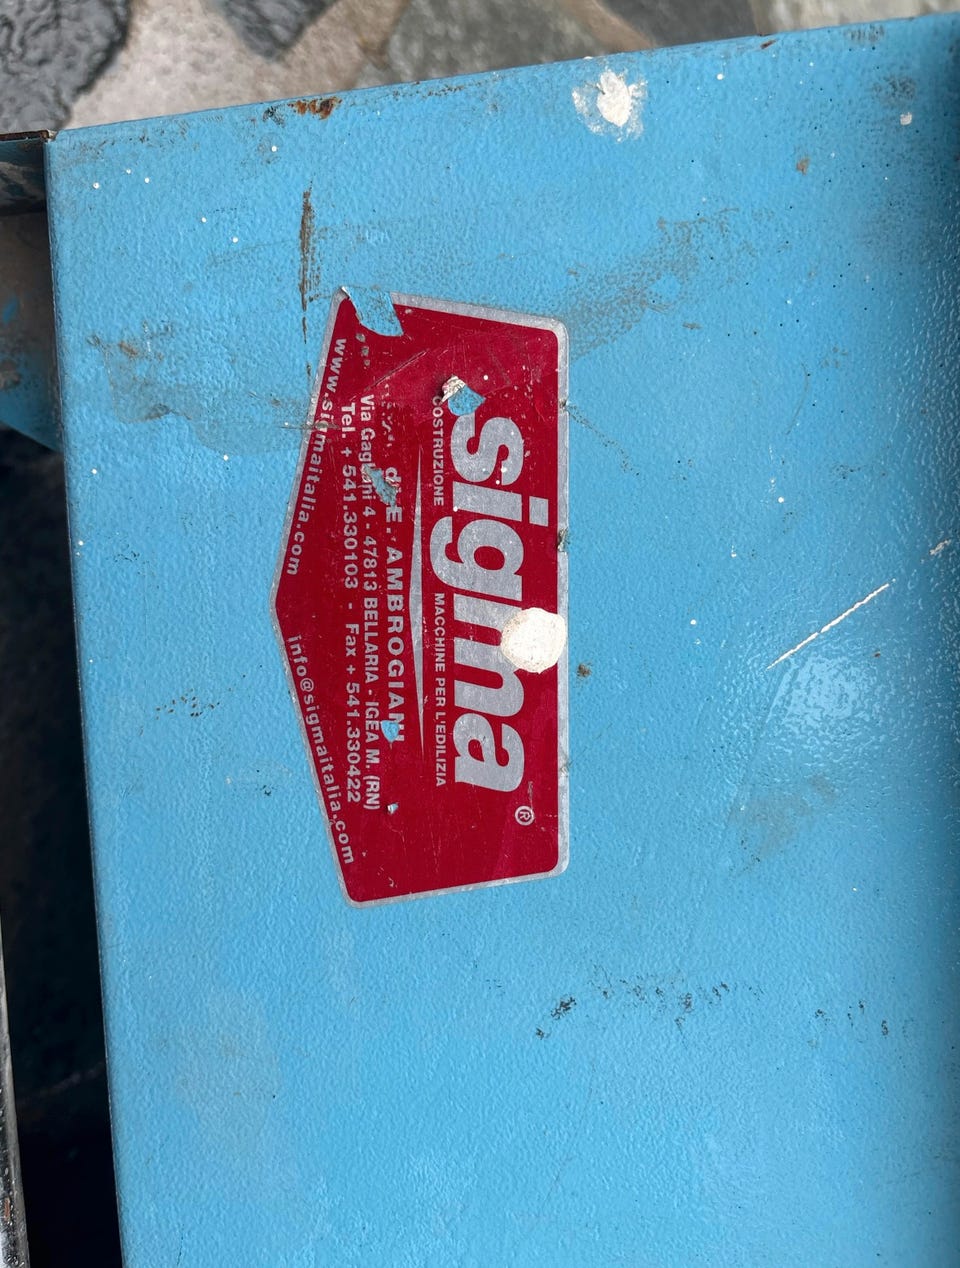 sigma ®
COSTRUZIONE MACCHINE PER L'EDILIZIA
di E. AMBROGIANI
Via 4 - 47813 BELLARIA - IGEA M. (RN)
Tel. + 541.330103 - Fax + 541.330422
www.sigmaitalia.com
info@sigmaitalia.com